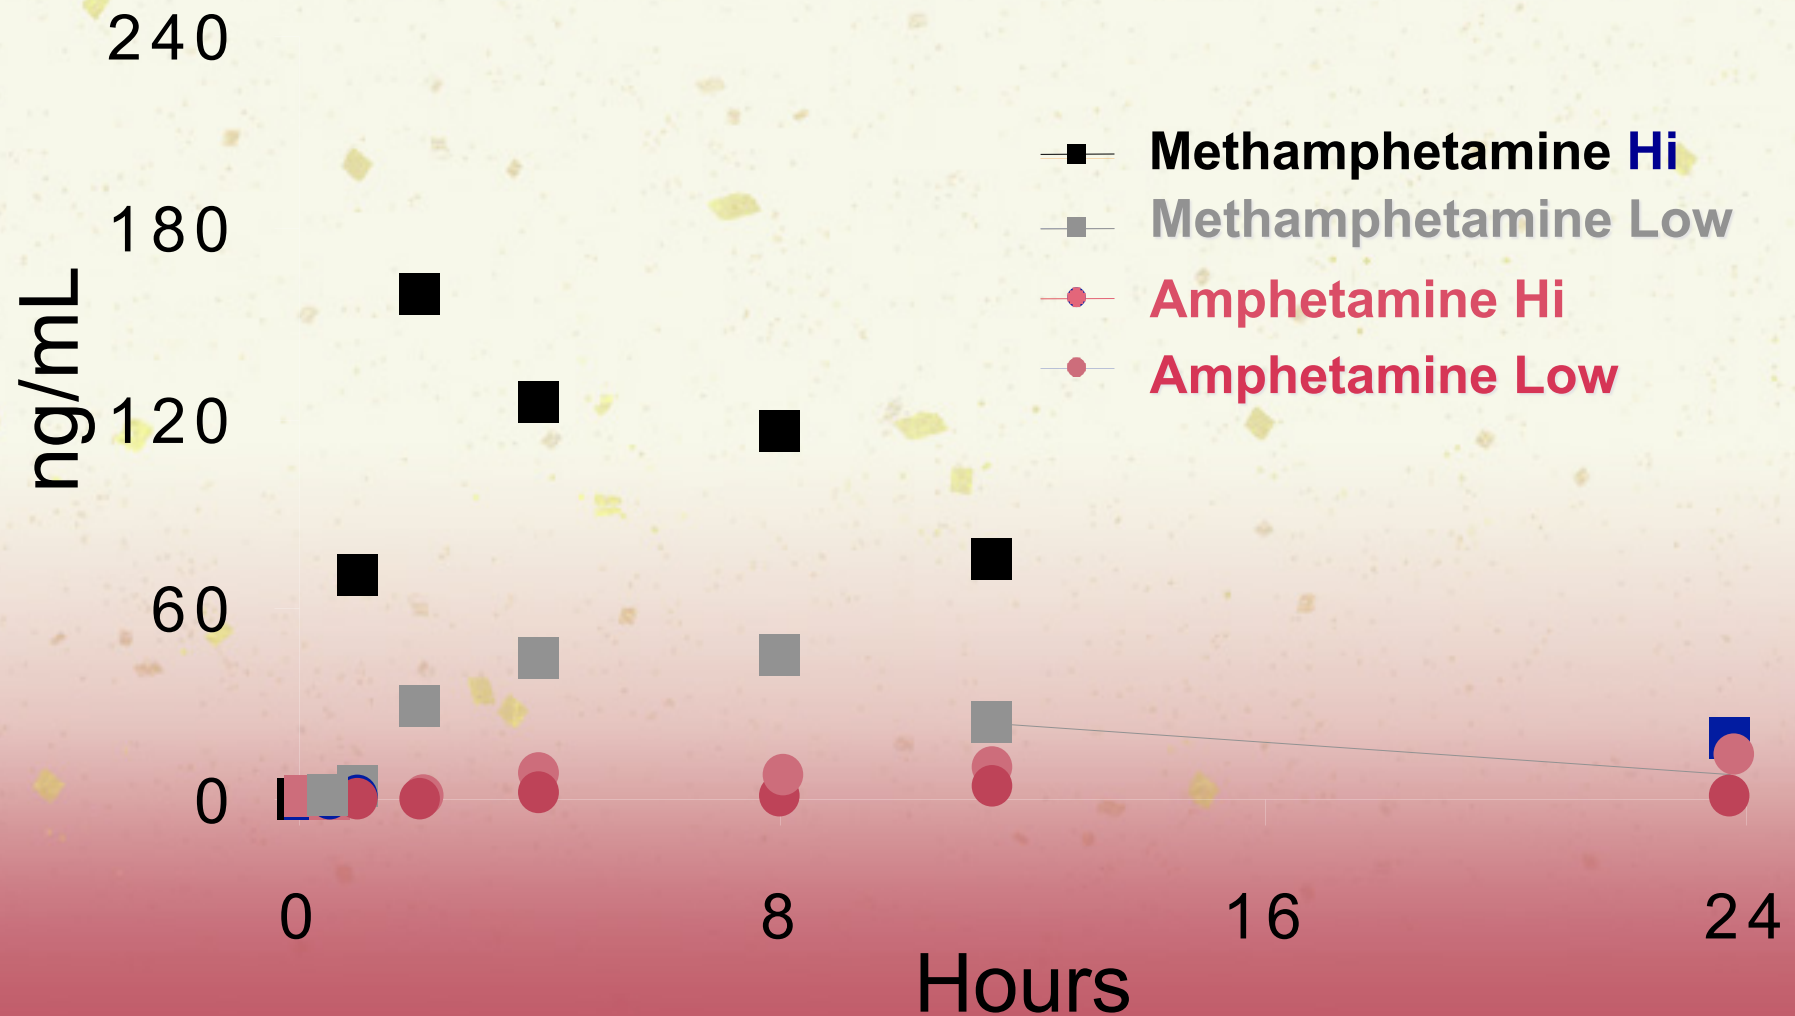 240
180
120
60
0
ng/mL
Methamphetamine Hi
Methamphetamine Low
Amphetamine Hi
Amphetamine Low
0 8 16 24
Hours